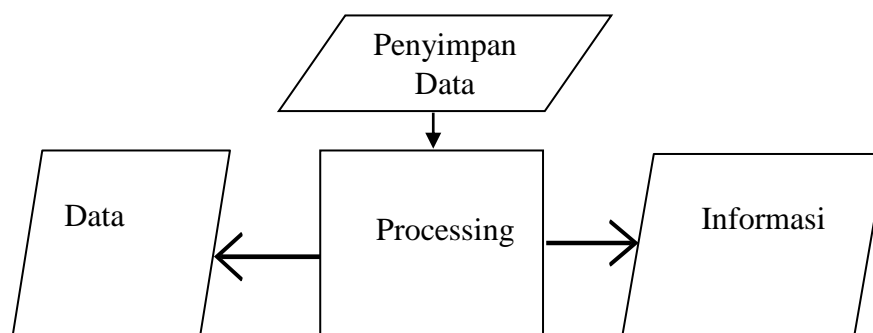 Penyimpan
Data
Data
Processing
Informasi